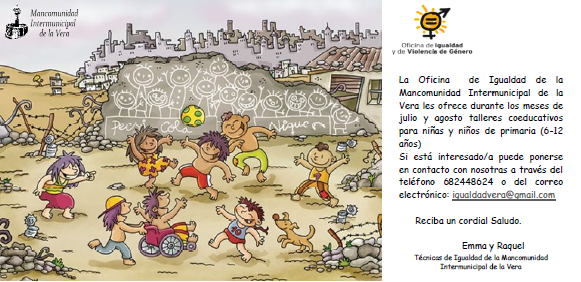 Mancomunidad
Intermunicipal
de la Vera
Oficina de Igualdad
y de Violencia de Género
La Oficina de Igualdad de la
Mancomunidad Intermunicipal de la
Vera les ofrece durante los meses de
julio y agosto talleres coeducativos
para niñas y niños de primaria (6-12
años)
Si está interesado/a puede ponerse
en contacto con nosotras a través del
teléfono 682448624 o del correo
electrónico: igualdadvera@gmail.com
Reciba un cordial Saludo.
Emma y Raquel
Técnicas de Igualdad de la Mancomunidad
Intermunicipal de la Vera